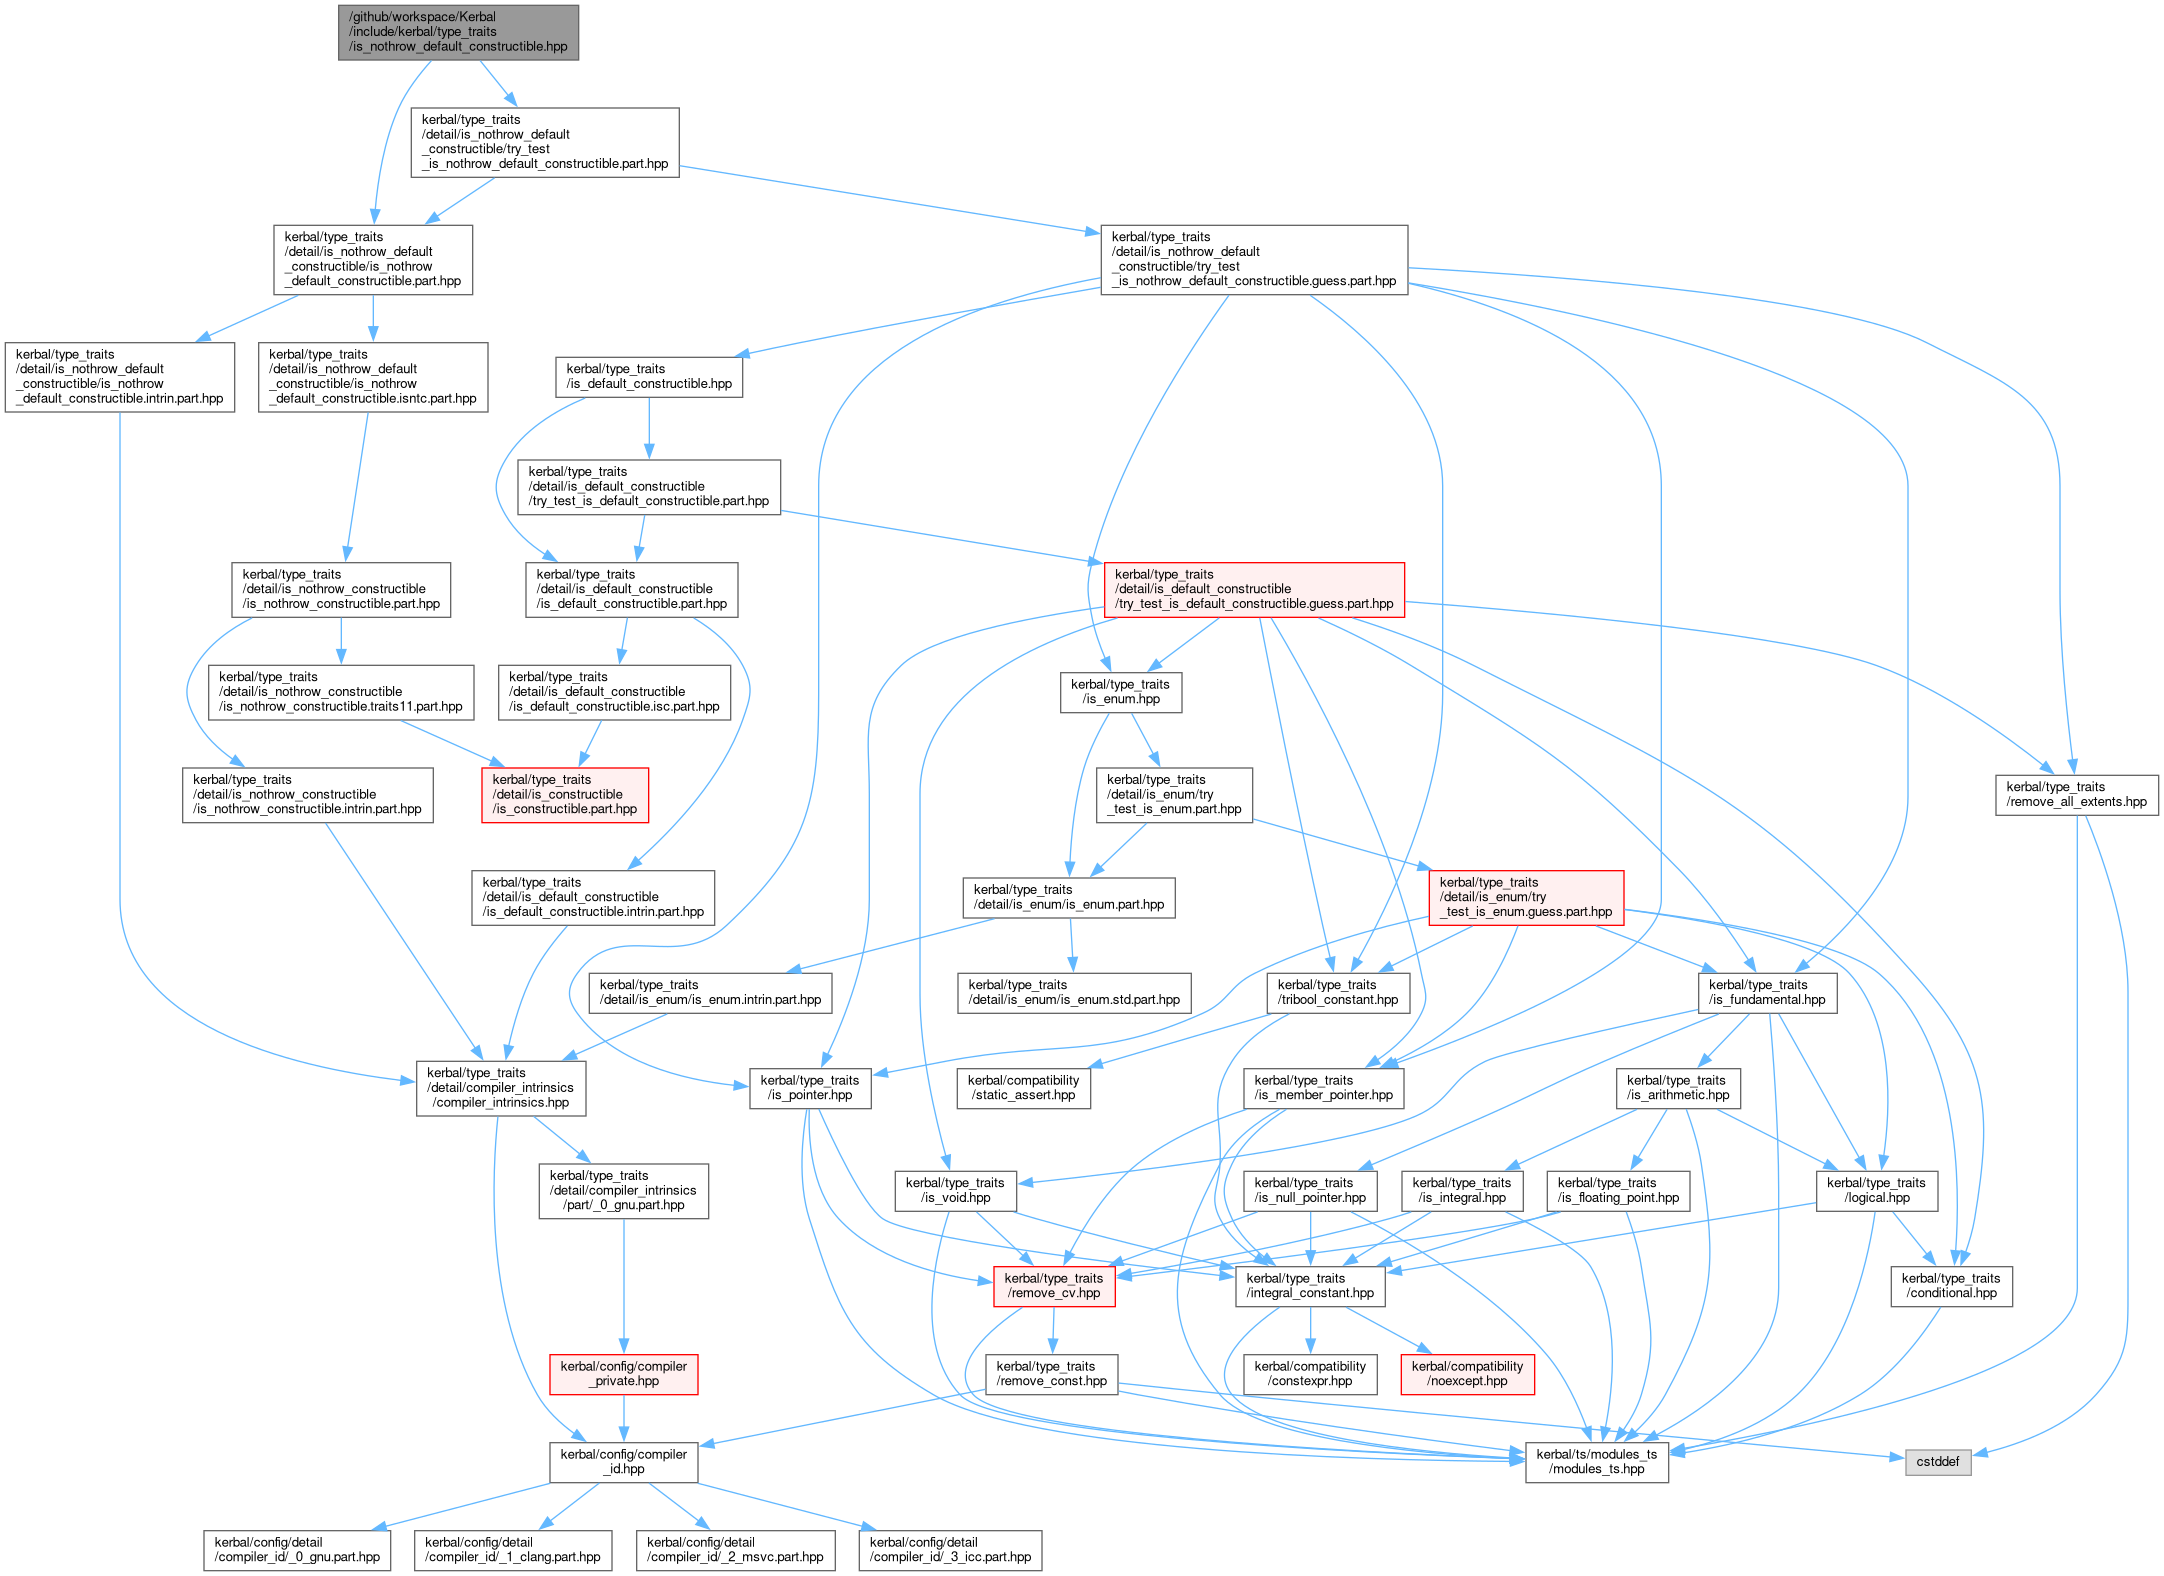 /github/workspace/Kerbal
/include/kerbal/type_traits
/is_nothrow_default_constructible.hpp
kerbal/type_traits
/detail/is_nothrow_default
_constructible/try_test
_is_nothrow_default_constructible.part.hpp
kerbal/type_traits
/detail/is_nothrow_default
_constructible/is_nothrow
_default_constructible.part.hpp
kerbal/type_traits
/detail/is_nothrow_default
_constructible/try_test
_is_nothrow_default_constructible.guess.part.hpp
kerbal/type_traits
/detail/is_nothrow_default
_constructible/is_nothrow
_default_constructible.intrin.part.hpp
kerbal/type_traits
/detail/is_nothrow_default
_constructible/is_nothrow
_default_constructible.isntc.part.hpp
kerbal/type_traits
/is_default_constructible.hpp
kerbal/type_traits
/detail/is_default_constructible
/try_test_is_default_constructible.part.hpp
kerbal/type_traits
/detail/is_nothrow_constructible
/is_nothrow_constructible.part.hpp
kerbal/type_traits
/detail/is_default_constructible
/is_default_constructible.part.hpp
kerbal/type_traits
/detail/is_default_constructible
/try_test_is_default_constructible.guess.part.hpp
kerbal/type_traits
/detail/is_nothrow_constructible
/is_nothrow_constructible.traits11.part.hpp
kerbal/type_traits
/detail/is_default_constructible
/is_default_constructible.isc.part.hpp
kerbal/type_traits
/is_enum.hpp
kerbal/type_traits
/detail/is_nothrow_constructible
/is_nothrow_constructible.intrin.part.hpp
kerbal/type_traits
/detail/is_constructible
/is_constructible.part.hpp
kerbal/type_traits
/detail/is_enum/try
_test_is_enum.part.hpp
kerbal/type_traits
/remove_all_extents.hpp
kerbal/type_traits
/detail/is_default_constructible
/is_default_constructible.intrin.part.hpp
kerbal/type_traits
/detail/is_enum/is_enum.part.hpp
kerbal/type_traits
/detail/is_enum/try
_test_is_enum.guess.part.hpp
kerbal/type_traits
/detail/is_enum/is_enum.intrin.part.hpp
kerbal/type_traits
/detail/is_enum/is_enum.std.part.hpp
kerbal/type_traits
/tribool_constant.hpp
kerbal/type_traits
/is_fundamental.hpp
kerbal/type_traits
/detail/compiler_intrinsics
/compiler_intrinsics.hpp
kerbal/type_traits
/is_pointer.hpp
kerbal/compatibility
/static_assert.hpp
kerbal/type_traits
/is_member_pointer.hpp
kerbal/type_traits
/is_arithmetic.hpp
kerbal/type_traits
/detail/compiler_intrinsics
/part/_0_gnu.part.hpp
kerbal/type_traits
/is_void.hpp
kerbal/type_traits
/is_null_pointer.hpp
kerbal/type_traits
/is_integral.hpp
kerbal/type_traits
/is_floating_point.hpp
kerbal/type_traits
/logical.hpp
kerbal/type_traits
/remove_cv.hpp
kerbal/type_traits
/integral_constant.hpp
kerbal/type_traits
/conditional.hpp
kerbal/config/compiler
_private.hpp
kerbal/type_traits
/remove_const.hpp
kerbal/compatibility
/constexpr.hpp
kerbal/compatibility
/noexcept.hpp
kerbal/config/compiler
_id.hpp
kerbal/ts/modules_ts
/modules_ts.hpp
cstddef
kerbal/config/detail
/compiler_id/_0_gnu.part.hpp
kerbal/config/detail
/compiler_id/_1_clang.part.hpp
kerbal/config/detail
/compiler_id/_2_msvc.part.hpp
kerbal/config/detail
/compiler_id/_3_icc.part.hpp